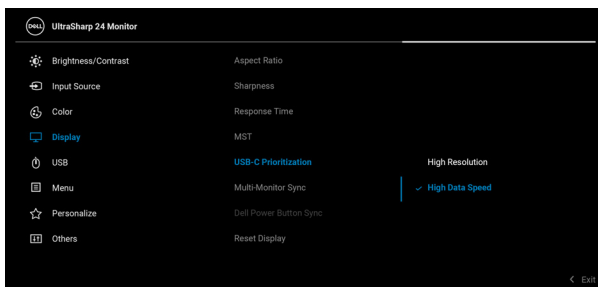 DELL UltraSharp 24 Monitor
Brightness/Contrast
Aspect Ratio
Input Source
Sharpness
Color
Response Time
Display
MST
USB
USB-C Prioritization
High Resolution
Menu
Multi-Monitor Sync
High Data Speed
Personalize
Dell Power Button Sync
Others
Reset Display
Exit